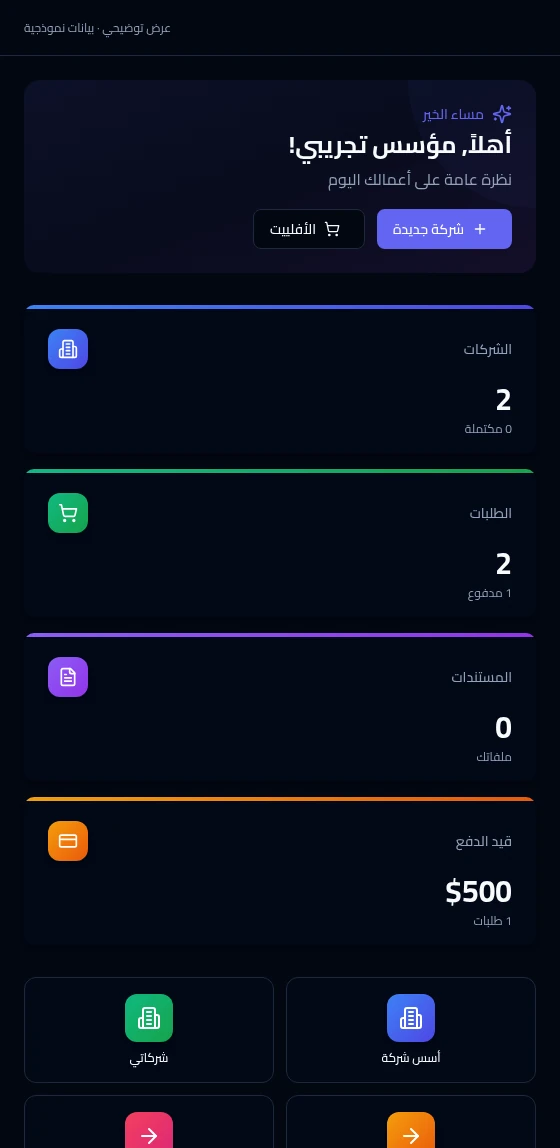 عرض توضيحي · بيانات نموذجية
مساء الخير
أهلاً, مؤسس تجريبي!
نظرة عامة على أعمالك اليوم
شركة جديدة
الأفلييت
الشركات
2
0 مكتملة
الطلبات
2
1 مدفوع
المستندات
0
ملفاتك
قيد الدفع
$500
1 طلبات
أسس شركة
شركاتي